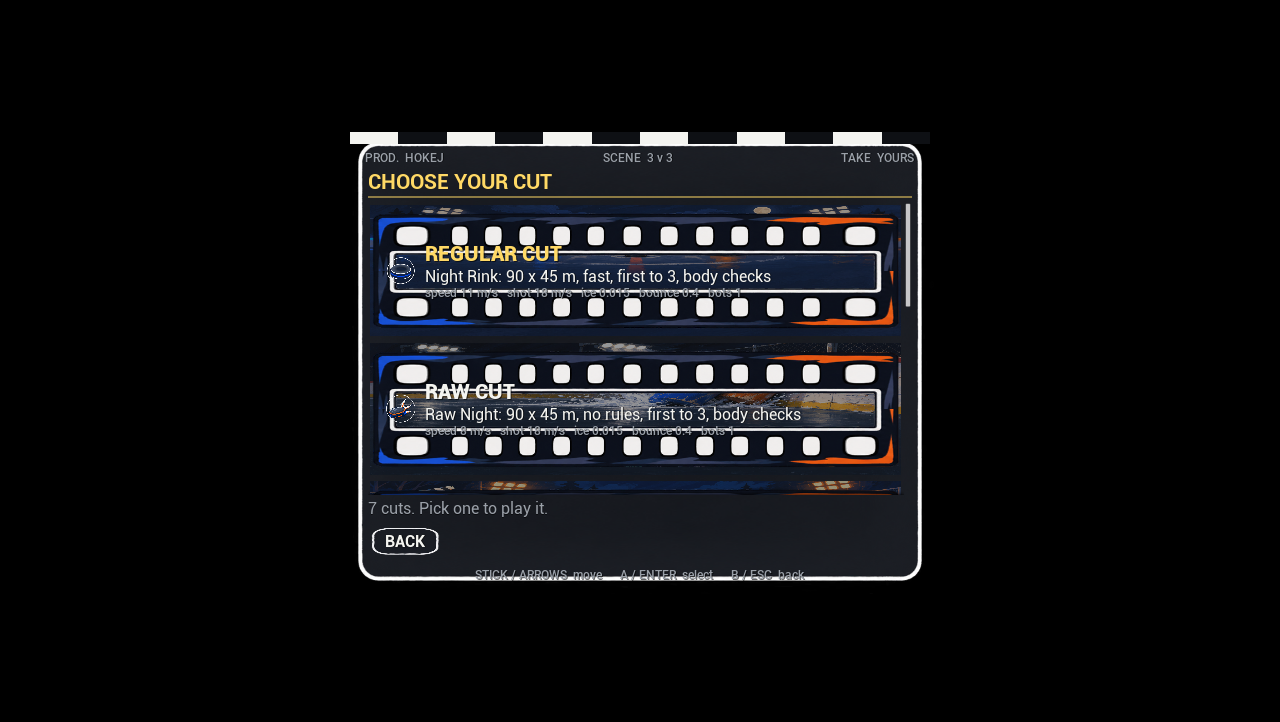 PROD. HOKEJ SCENE 3 v 3 TAKE YOURS
CHOOSE YOUR CUT
REGULAR CUT
Night Rink: 90 x 45 m, fast, first to 3, body checks
speed 11 m/s shot 18 m/s ice 0.015 bounce 0.4 bots 1
RAW CUT
Raw Night: 90 x 45 m, no rules, first to 3, body checks
speed 8 m/s shot 18 m/s ice 0.015 bounce 0.4 bots 1
7 cuts. Pick one to play it.
BACK
STICK / ARROWS move A / ENTER select B / ESC back